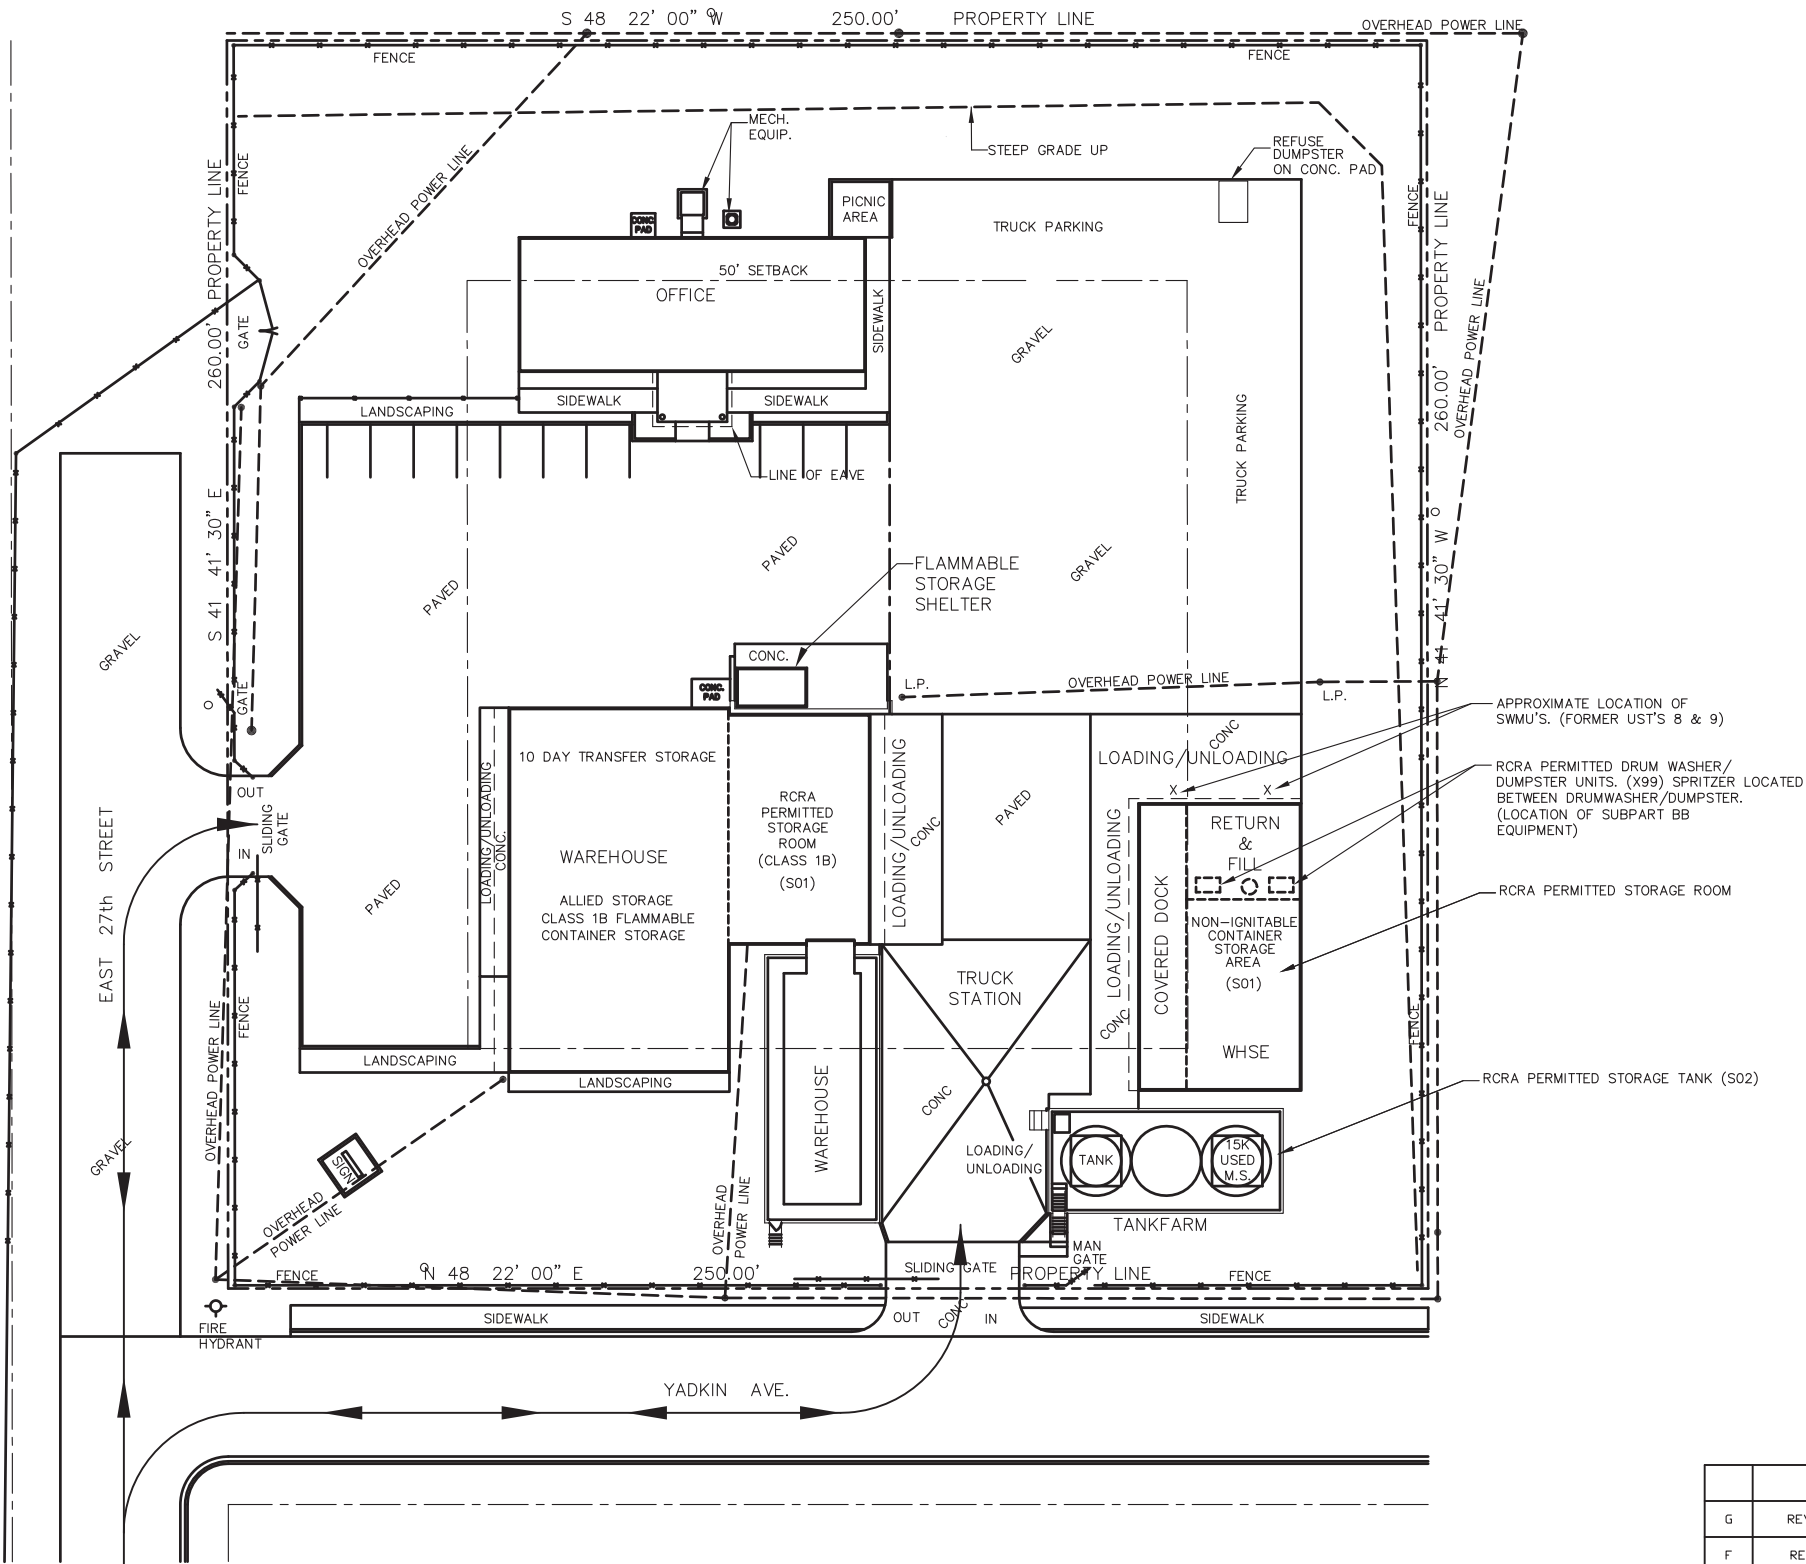 S 48° 22' 00" W 250.00' PROPERTY LINE
OVERHEAD POWER LINE
FENCE
FENCE
MECH.
EQUIP.
STEEP GRADE UP
REFUSE
DUMPSTER
ON CONC. PAD
260.00' PROPERTY LINE
FENCE
OVERHEAD POWER LINE
CONC.
PAD
PICNIC
AREA
TRUCK PARKING
FENCE
260.00' PROPERTY LINE
OVERHEAD POWER LINE
50' SETBACK
OFFICE
SIDEWALK
GATE
GRAVEL
LANDSCAPING
SIDEWALK
SIDEWALK
TRUCK PARKING
LINE OF EAVE
S 41° 41' 30" E
N 41° 41' 30" W
PAVED
PAVED
GRAVEL
FLAMMABLE
STORAGE
SHELTER
GRAVEL
CONC.
CONC.
PAD
L.P.
OVERHEAD POWER LINE
L.P.
GATE
APPROXIMATE LOCATION OF
SWMU'S. (FORMER UST'S 8 & 9)
10 DAY TRANSFER STORAGE
LOADING/UNLOADING
CONC
X X
RCRA PERMITTED DRUM WASHER/
DUMPSTER UNITS. (X99) SPRITZER LOCATED
BETWEEN DRUMWASHER/DUMPSTER.
(LOCATION OF SUBPART BB
EQUIPMENT)
OUT
SLIDING
GATE
IN
EAST 27th STREET
LOADING/UNLOADING
CONC.
RCRA
PERMITTED
STORAGE
ROOM
(CLASS 1B)
(S01)
LOADING/UNLOADING
CONC
PAVED
LOADING/UNLOADING
CONC
RETURN
&
FILL
WAREHOUSE
PAVED
ALLIED STORAGE
CLASS 1B FLAMMABLE
CONTAINER STORAGE
COVERED DOCK
NON-IGNITABLE
CONTAINER
STORAGE
AREA
(S01)
RCRA PERMITTED STORAGE ROOM
TRUCK
STATION
OVERHEAD POWER LINE
FENCE
FENCE
WHSE
LANDSCAPING
LANDSCAPING
RCRA PERMITTED STORAGE TANK (S02)
WAREHOUSE
CONC
GRAVEL
SIGN
LOADING/
UNLOADING
TANK
15K
USED
M.S.
OVERHEAD
POWER LINE
OVERHEAD
POWER LINE
TANKFARM
MAN
GATE
FENCE
N 48° 22' 00" E 250.00'
SLIDING GATE
PROPERTY LINE
FENCE
FIRE
HYDRANT
SIDEWALK
OUT
CONC
IN
SIDEWALK
YADKIN AVE.
G
F